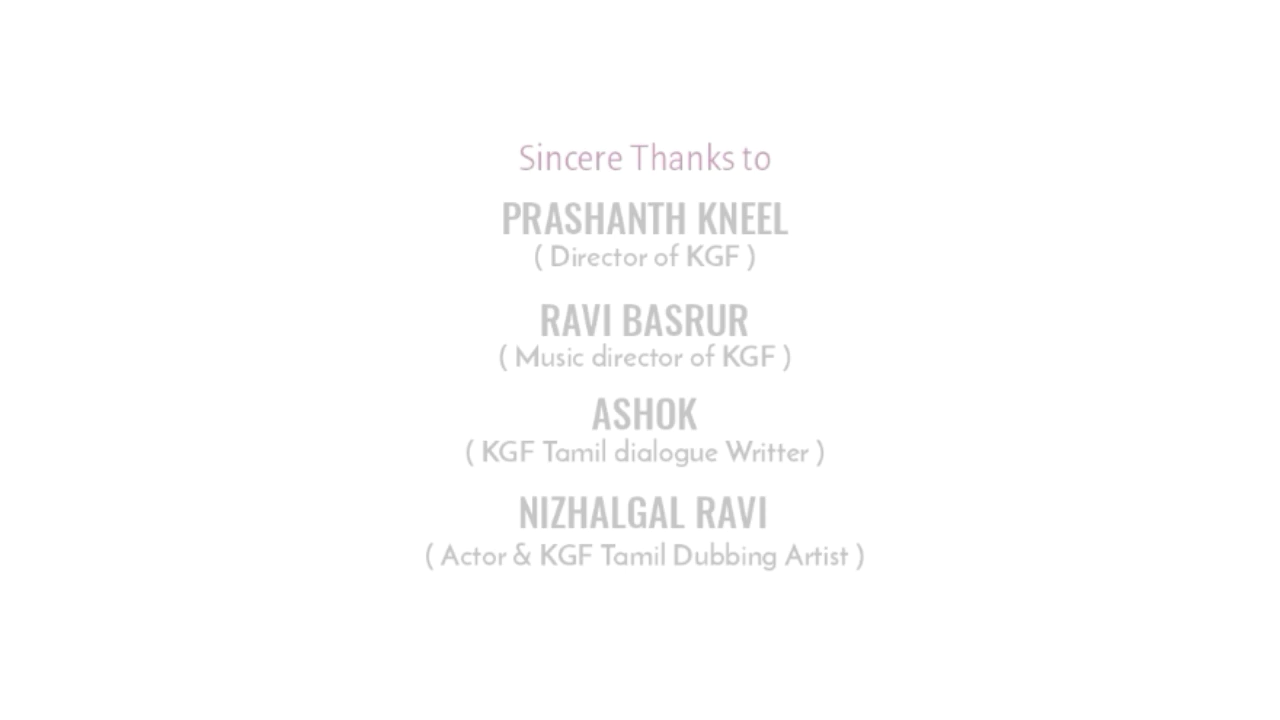 Sincere Thanks to
PRASHANTH KNEEL
( Director of KGF )
RAVI BASRUR
( Music director of KGF )
ASHOK
( KGF Tamil dialogue Writter )
NIZHALGAL RAVI
( Actor & KGF Tamil Dubbing Artist )